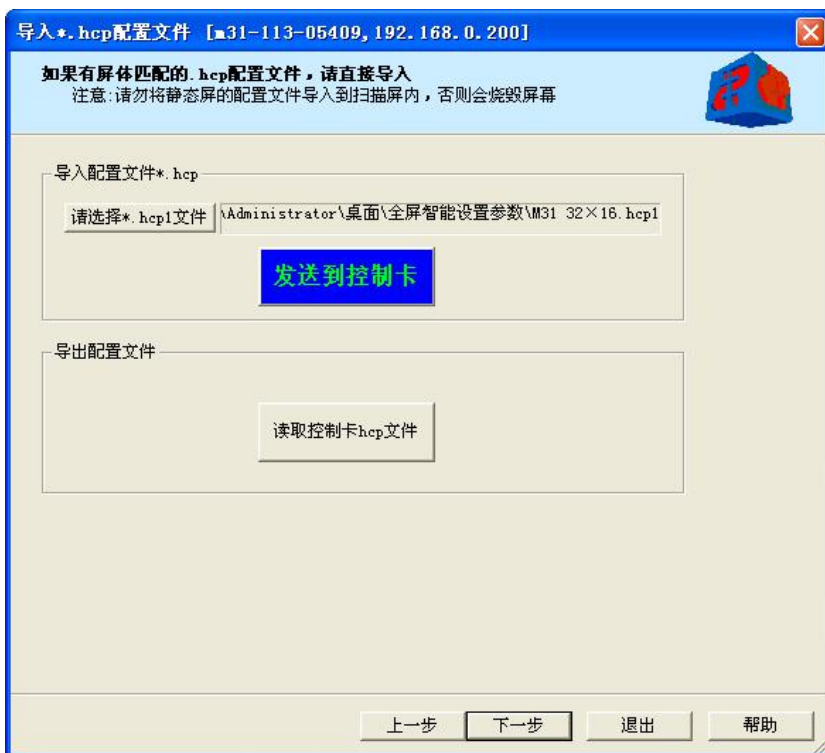 导入*.hcp配置文件 [m31-113-05409,192.168.0.200]
如果有屏体匹配的.hcp配置文件，请直接导入
注意:请勿将静态屏的配置文件导入到扫描屏内，否则会烧毁屏幕
导入配置文件*.hcp
请选择*.hcp1文件 \Administrator\桌面\全屏智能设置参数\M31 32×16.hcp1
发送到控制卡
导出配置文件
读取控制卡hcp文件
上一步 下一步 退出 帮助